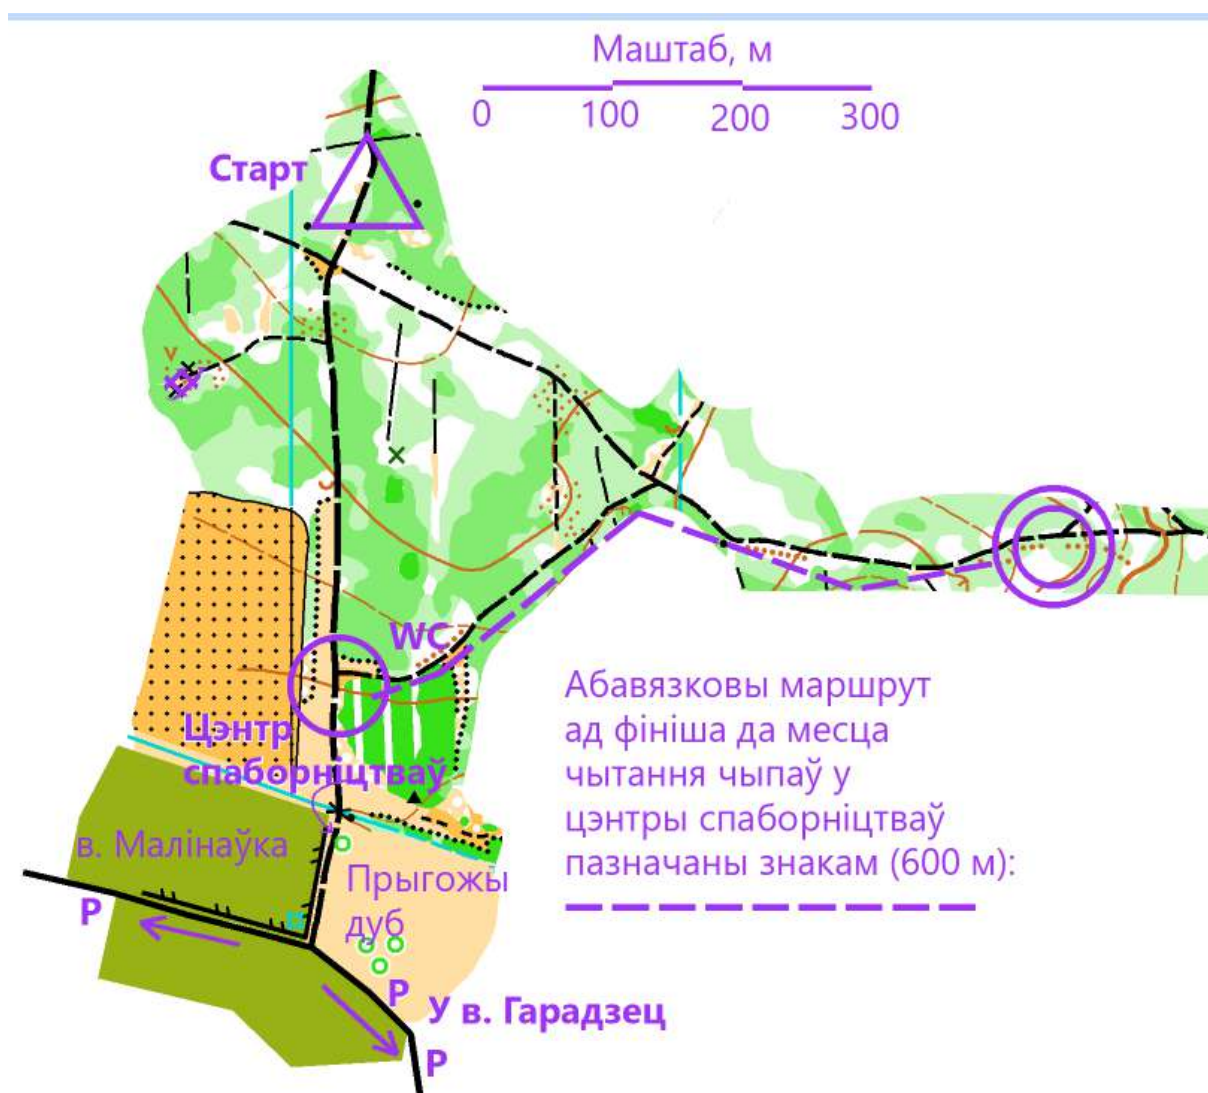 Маштаб, м
0 100 200 300
Старт
WC
Цэнтр
спаборніцтваў
Абавязковы маршрут
ад фініша да месца
чытання чыпаў у
цэнтры спаборніцтваў
пазначаны знакам (600 м):
в. Малінаўка
Прыгожы
дуб
P
P
У в. Гарадзец
P